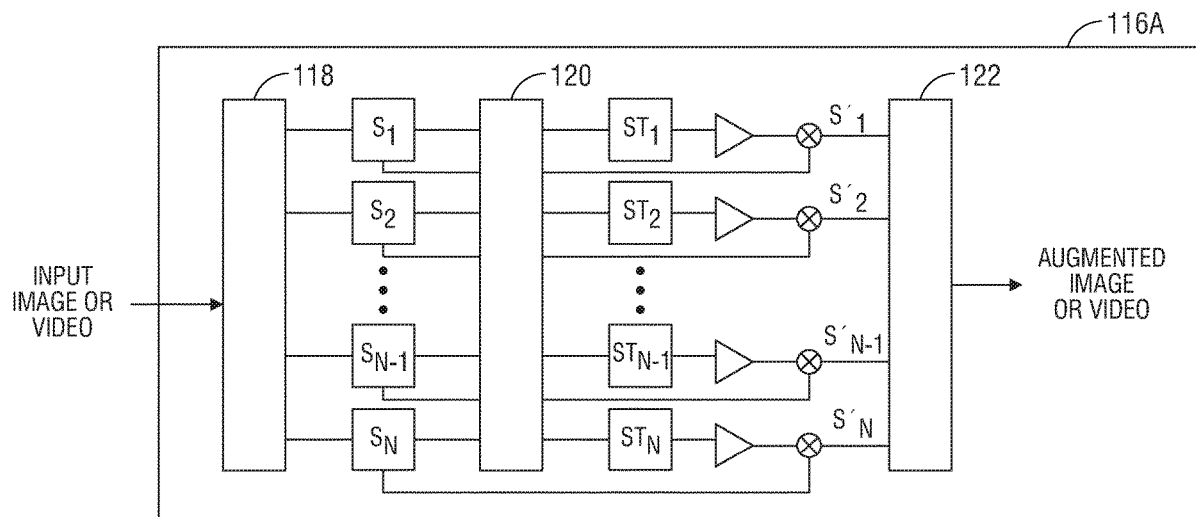 116A
118
120
122
S1
ST1
S´1
S2
ST2
S´2
INPUT
IMAGE OR
VIDEO
AUGMENTED
IMAGE
OR VIDEO
SN-1
STN-1
S´N-1
SN
STN
S´N